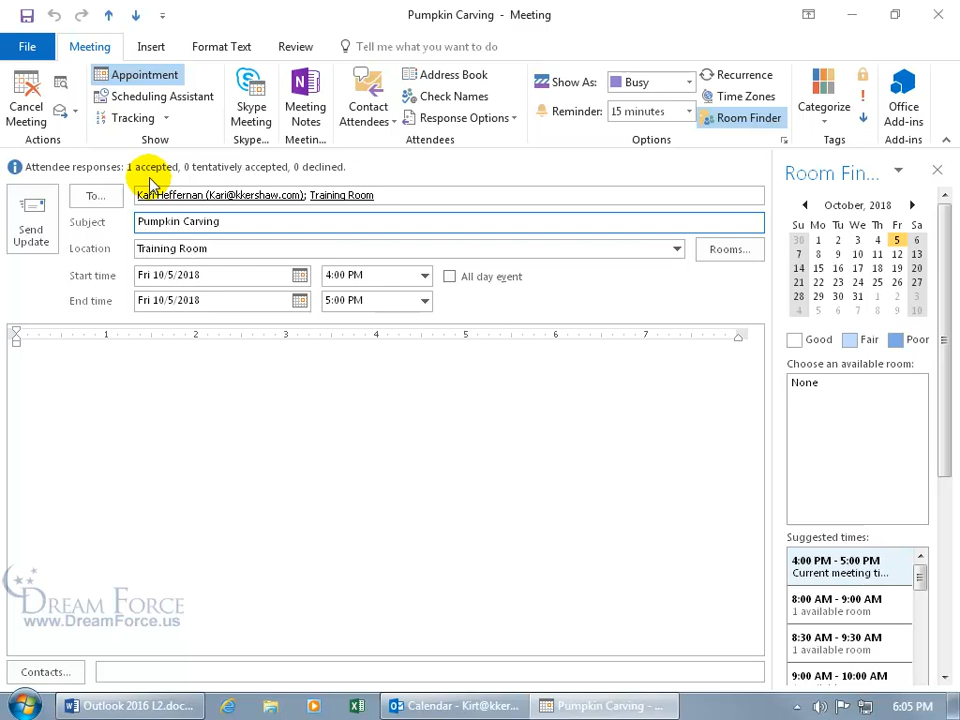 Pumpkin Carving - Meeting
File Meeting Insert Format Text Review Tell me what you want to do
Cancel Meeting
Appointment
Scheduling Assistant
Tracking
Skype Meeting
Meeting Notes
Contact Attendees
Address Book
Check Names
Response Options
Show As: Busy
Reminder: 15 minutes
Recurrence
Time Zones
Room Finder
Categorize
Office Add-ins
Actions Show Skype... Meetin... Attendees Options Tags Add-ins
Attendee responses: 1 accepted, 0 tentatively accepted, 0 declined.
Send Update
To... Kari Heffernan (Kari@kkershaw.com); Training Room
Subject Pumpkin Carving
Location Training Room Rooms...
Start time Fri 10/5/2018 4:00 PM All day event
End time Fri 10/5/2018 5:00 PM
1 2 3 4 5 6 7
Room Fin...
October, 2018
Su Mo Tu We Th Fr Sa
30 1 2 3 4 5 6
7 8 9 10 11 12 13
14 15 16 17 18 19 20
21 22 23 24 25 26 27
28 29 30 31 1 2 3
4 5 6 7 8 9 10
Good Fair Poor
Choose an available room:
None
Suggested times:
4:00 PM - 5:00 PM
Current meeting ti...
8:00 AM - 9:00 AM
1 available room
8:30 AM - 9:30 AM
1 available room
9:00 AM - 10:00 AM
DREAM FORCE
www.DreamForce.us
Contacts...
Outlook 2016 L2.doc... Calendar - Kirt@kker... Pumpkin Carving - ... 6:05 PM